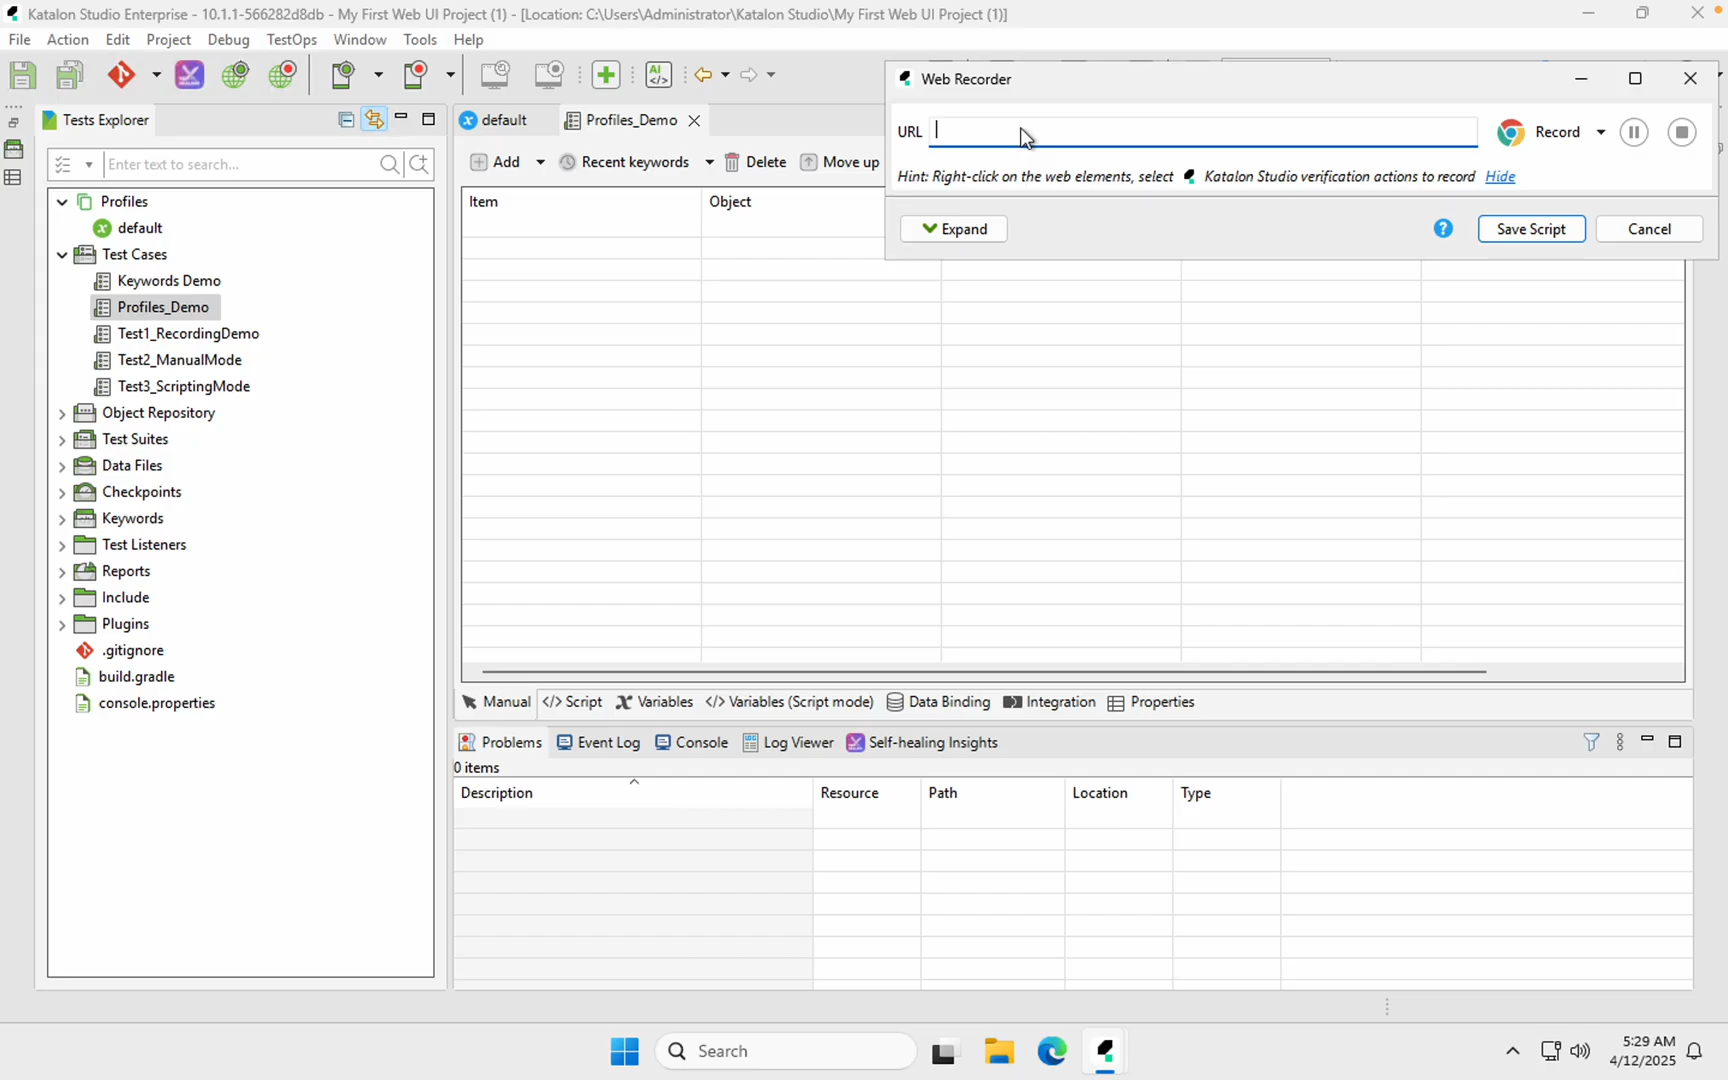 Katalon Studio Enterprise - 10.1.1-566282d8db - My First Web UI Project (1) - [Location: C:\Users\Administrator\Katalon Studio\My First Web UI Project (1)]
File Action Edit Project Debug TestOps Window Tools Help
Web Recorder
Tests Explorer
default
Profiles_Demo
URL
Record
Enter text to search...
Add
Recent keywords
Delete
Move up
Hint: Right-click on the web elements, select Katalon Studio verification actions to record Hide
Item
Object
Expand
?
Save Script
Cancel
Profiles
default
Test Cases
Keywords Demo
Profiles_Demo
Test1_RecordingDemo
Test2_ManualMode
Test3_ScriptingMode
Object Repository
Test Suites
Data Files
Checkpoints
Keywords
Test Listeners
Reports
Include
Plugins
.gitignore
build.gradle
console.properties
Manual </> Script Variables </> Variables (Script mode) Data Binding Integration Properties
Problems Event Log Console Log Viewer Self-healing Insights
0 items
Description Resource Path Location Type
Search
5:29 AM
4/12/2025